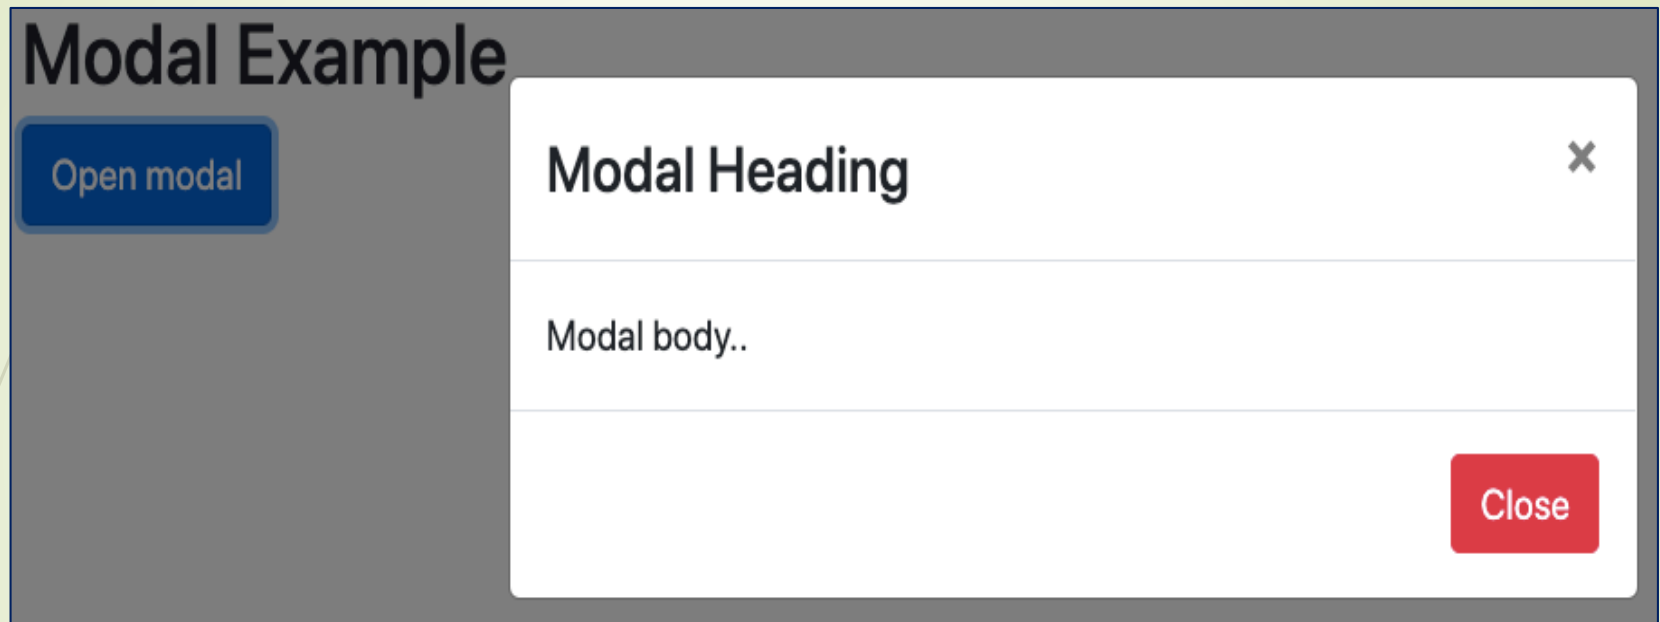 Modal Example
Open modal
Modal Heading ×
Modal body..
Close